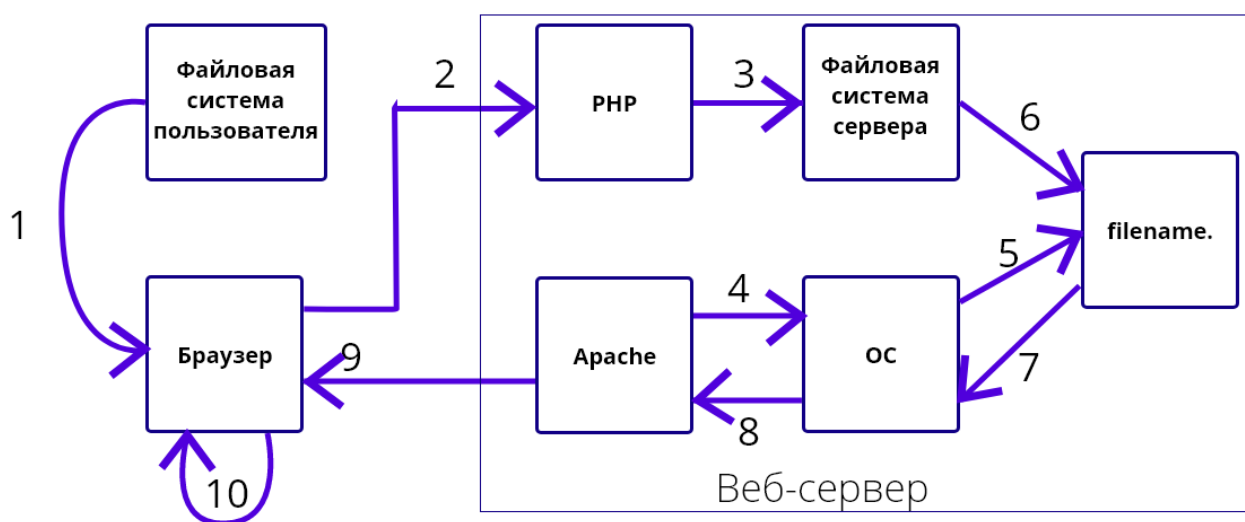 Файловая
система
пользователя
2
PHP
3
Файловая
система
сервера
6
1
filename.
5
4
Браузер
9
Apache
ОС
7
8
10
Веб-сервер